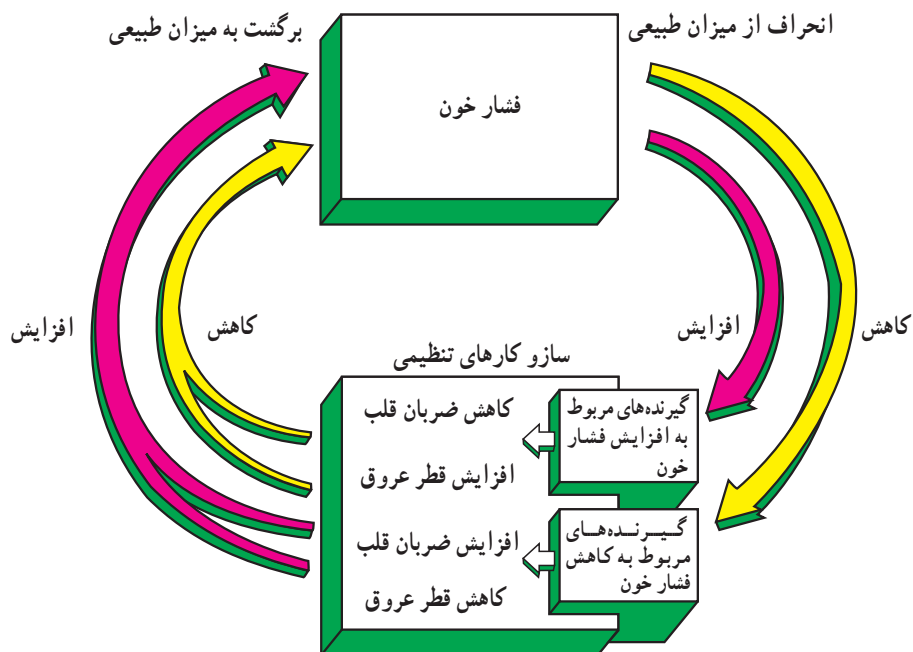 انحراف از میزان طبیعی
برگشت به میزان طبیعی
فشار خون
افزایش
کاهش
افزایش
کاهش
سازو کارهای تنظیمی
گیرنده‌های مربوط
به افزایش فشار
خون
کاهش ضربان قلب
افزایش قطر عروق
گیـرنـده‌هـای
مربوط به کاهش
فشار خون
افزایش ضربان قلب
کاهش قطر عروق